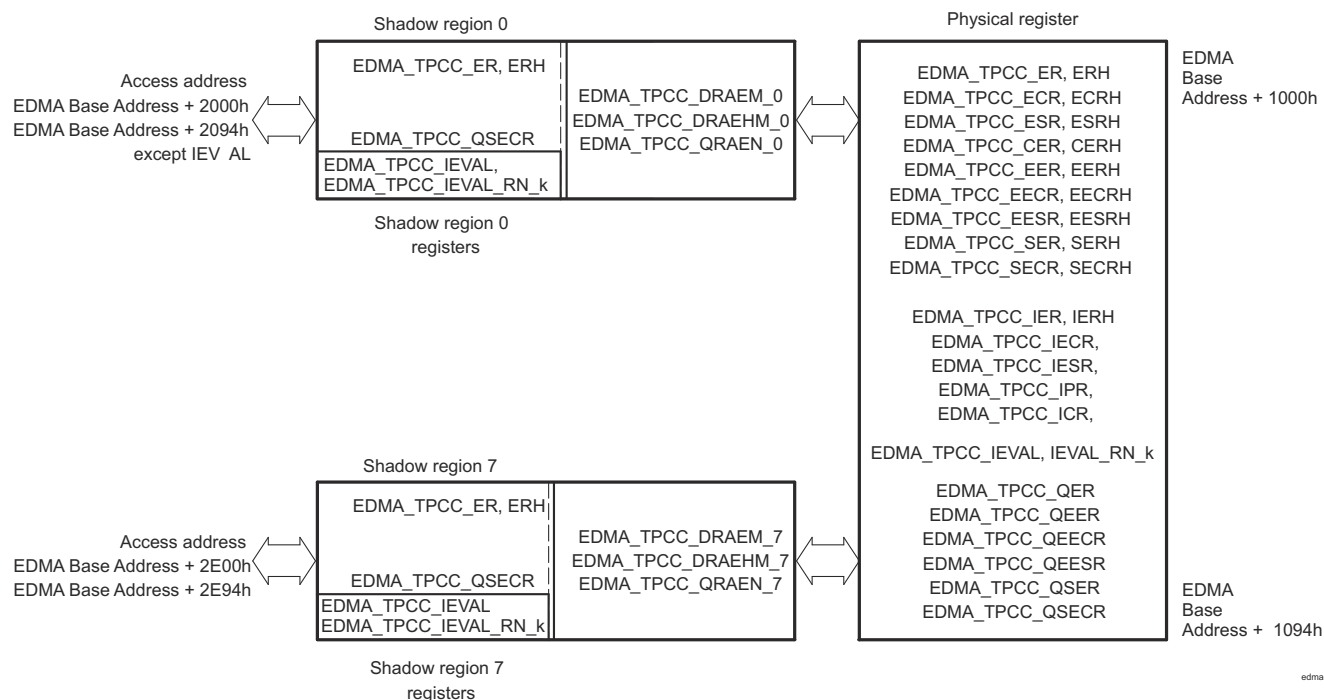 Shadow region 0
Access address
EDMA Base Address + 2000h
EDMA Base Address + 2094h
except IEV AL
EDMA_TPCC_ER, ERH
EDMA_TPCC_QSECR
EDMA_TPCC_IEVAL,
EDMA_TPCC_IEVAL_RN_k
EDMA_TPCC_DRAEM_0
EDMA_TPCC_DRAEHM_0
EDMA_TPCC_QRAEN_0
Shadow region 0
registers
Shadow region 7
Access address
EDMA Base Address + 2E00h
EDMA Base Address + 2E94h
EDMA_TPCC_ER, ERH
EDMA_TPCC_QSECR
EDMA_TPCC_IEVAL
EDMA_TPCC_IEVAL_RN_k
EDMA_TPCC_DRAEM_7
EDMA_TPCC_DRAEHM_7
EDMA_TPCC_QRAEN_7
Shadow region 7
registers
Physical register
EDMA_TPCC_ER, ERH
EDMA_TPCC_ECR, ECRH
EDMA_TPCC_ESR, ESRH
EDMA_TPCC_CER, CERH
EDMA_TPCC_EER, EERH
EDMA_TPCC_EECR, EECRH
EDMA_TPCC_EESR, EESRH
EDMA_TPCC_SER, SERH
EDMA_TPCC_SECR, SECRH
EDMA_TPCC_IER, IERH
EDMA_TPCC_IECR,
EDMA_TPCC_IESR,
EDMA_TPCC_IPR,
EDMA_TPCC_ICR,
EDMA_TPCC_IEVAL, IEVAL_RN_k
EDMA_TPCC_QER
EDMA_TPCC_QEER
EDMA_TPCC_QEECR
EDMA_TPCC_QEESR
EDMA_TPCC_QSER
EDMA_TPCC_QSECR
EDMA
Base
Address + 1000h
EDMA
Base
Address + 1094h
edma